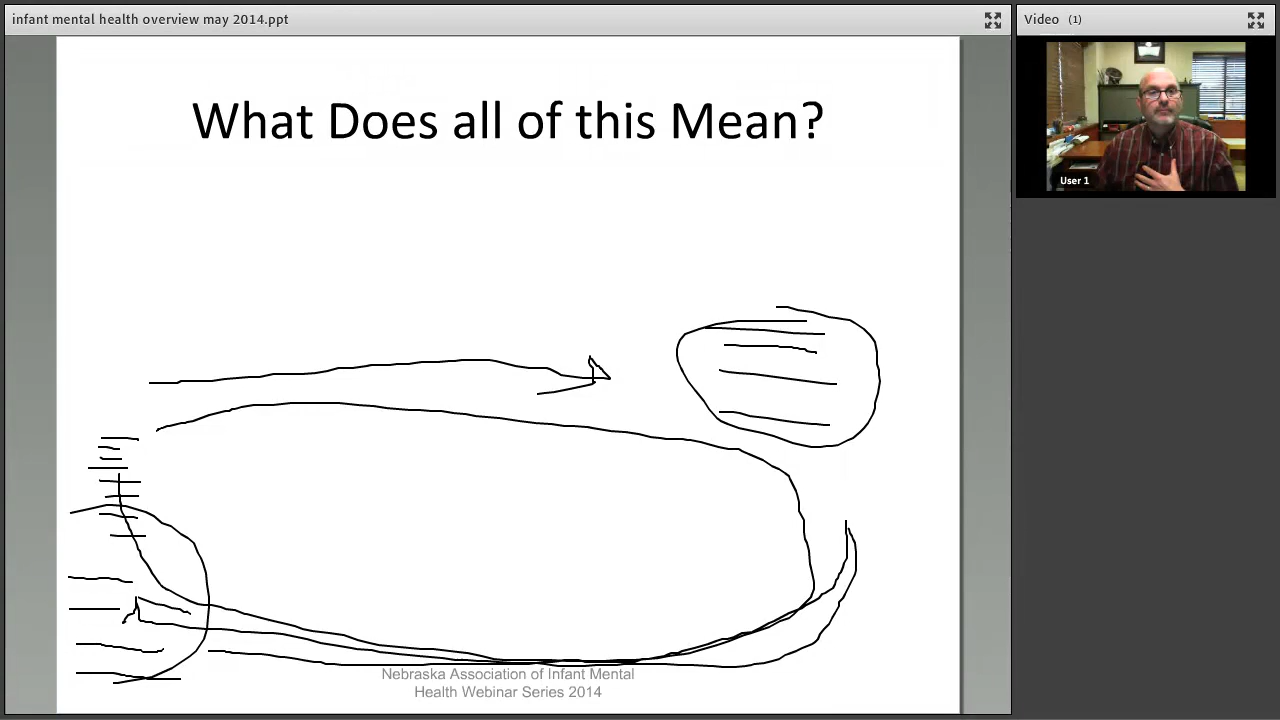 infant mental health overview may 2014.ppt
Video (1)
User 1
What Does all of this Mean?
Nebraska Association of Infant Mental
Health Webinar Series 2014